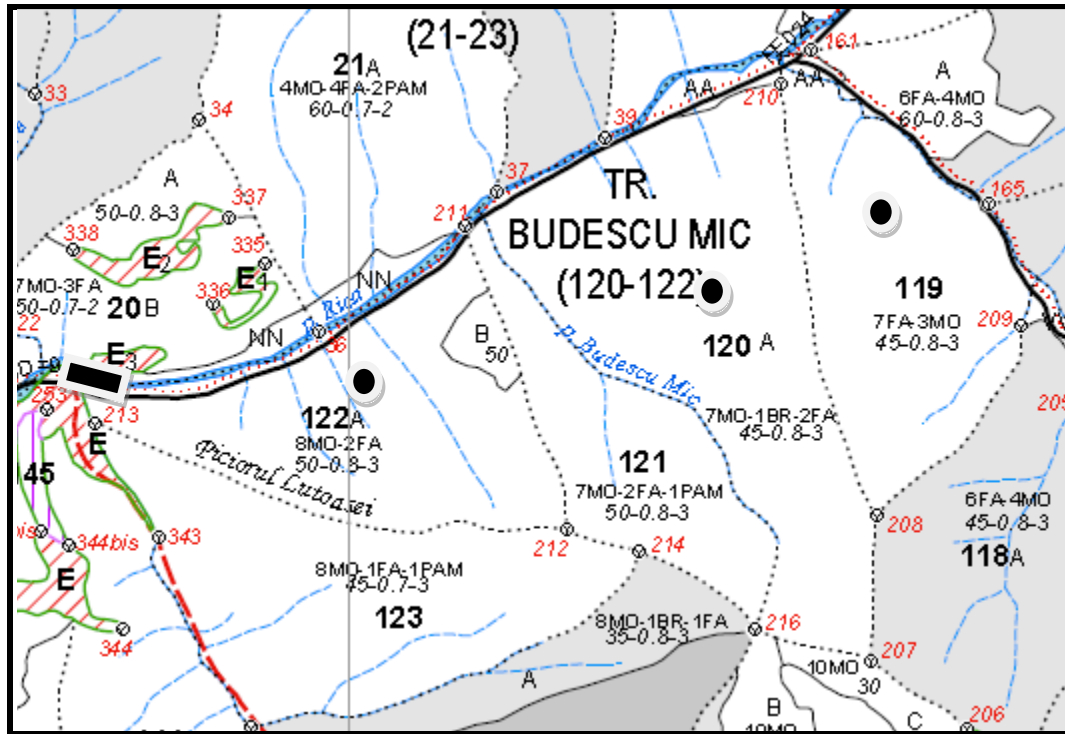 (21-23)
21A
4MO-4FA-2PAM
60-0.7-2
33
34
A
50-0.8-3
337
338
E2
335
E4
336
7MO-3FA
50-0.7-2
20B
22
NN
NN
p. Rica
36
E3
211
37
39
AA
FED24
161
210
AA
A
6FA-4MO
60-0.8-3
165
TR.
BUDESCU MIC
(120-122)
119
7FA-3MO
45-0.8-3
209
205
B
50
p. Budescu Mic
120 A
7MO-1BR-2FA
45-0.8-3
253
213
E
45
122A
8MO-2FA
50-0.8-3
Piciorul Lutoasei
121
7MO-2FA-1PAM
50-0.8-3
6FA-4MO
45-0.8-3
118A
208
bis
344bis
343
212
214
E
8MO-1FA-1PAM
45-0.7-3
123
344
8MO-1BR-1FA
35-0.8-3
216
207
10MO
30
A
B
10MO
C
206